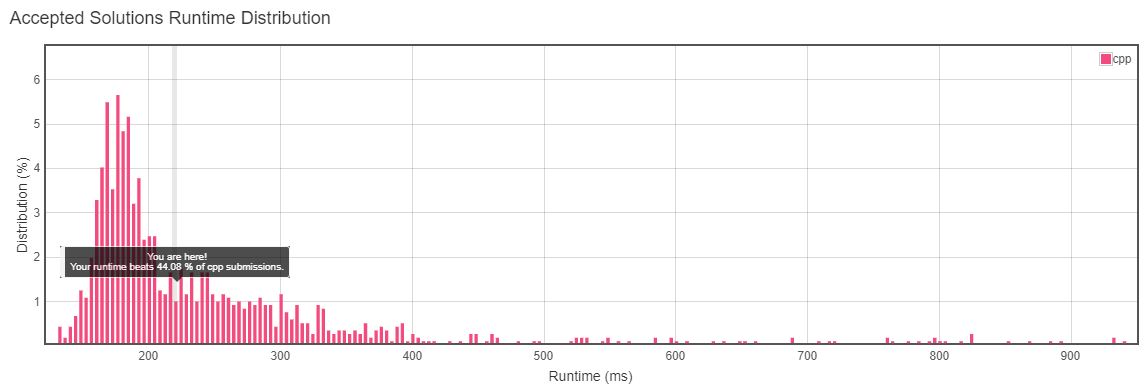 Accepted Solutions Runtime Distribution
cpp
6
5
4
3
2
1
Distribution (%)
You are here!
Your runtime beats 44.08 % of cpp submissions.
200 300 400 500 600 700 800 900
Runtime (ms)